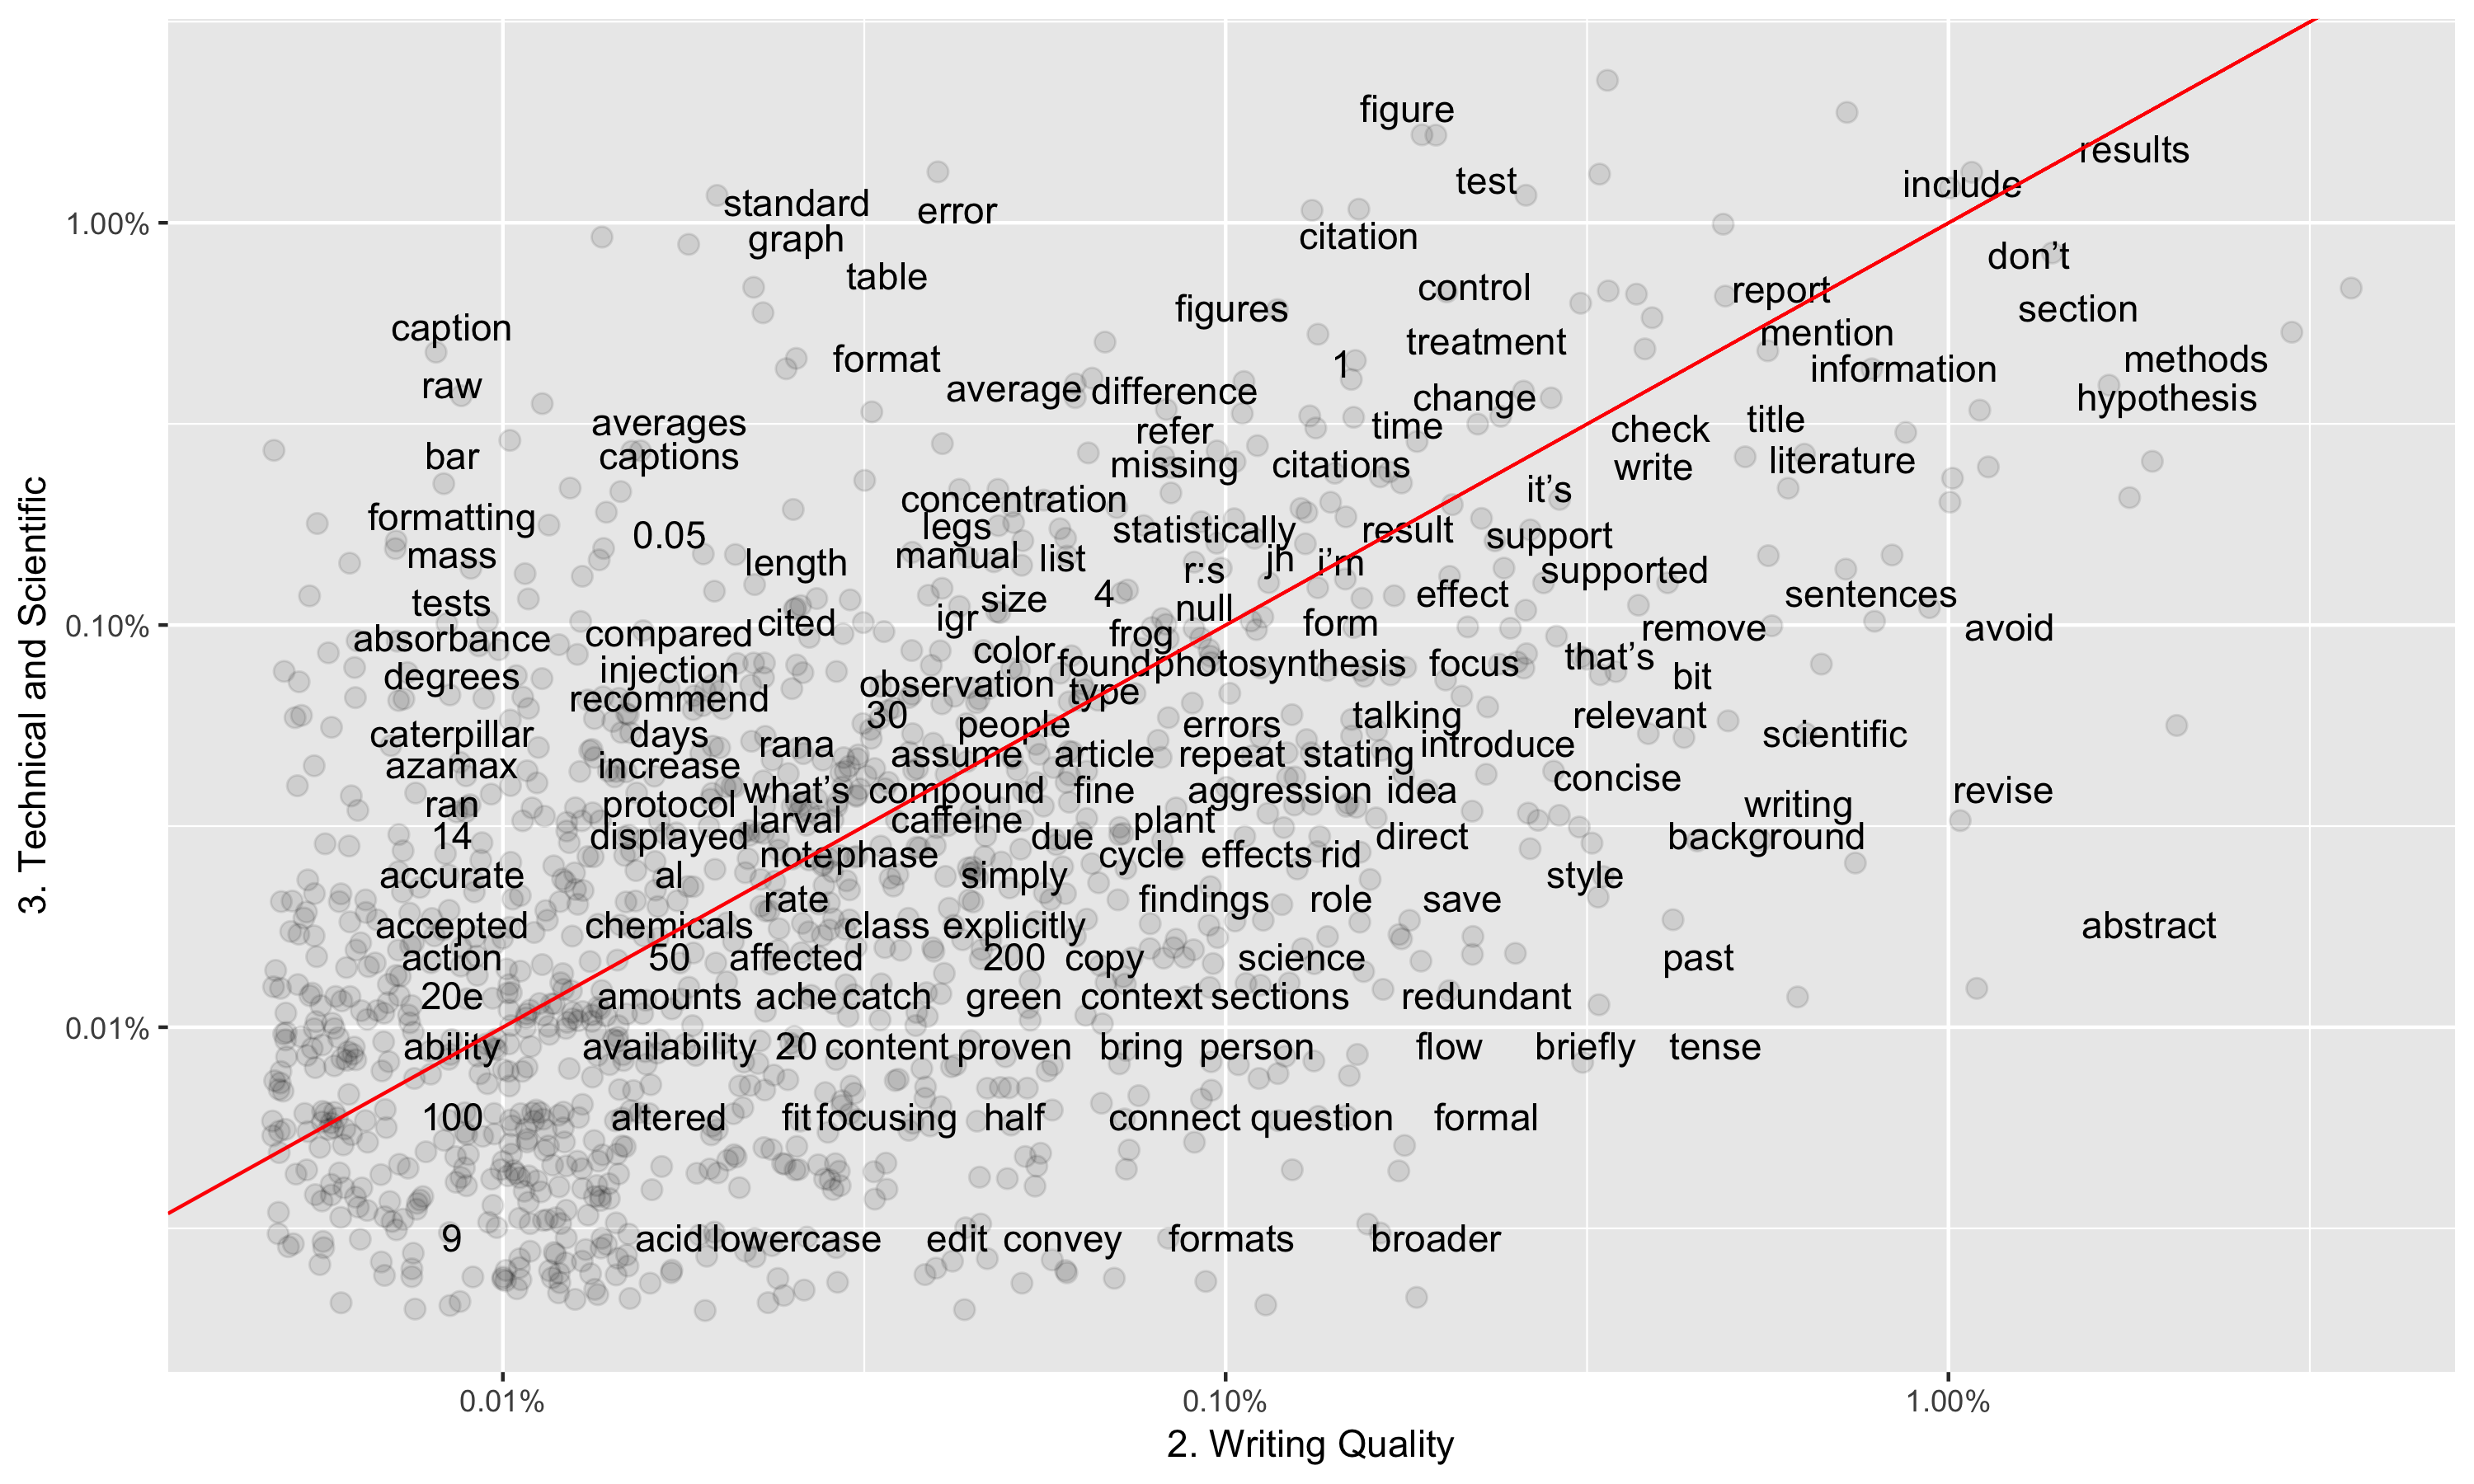 figure
results
test
include
standard
error
1.00%
citation
graph
don’t
table
control
report
figures
section
caption
mention
treatment
format
1
information
methods
raw
average
difference
change
hypothesis
averages
time
title
refer
check
bar
captions
missing
citations
write
literature
it’s
concentration
formatting
legs
statistically
result
0.05
support
mass
length
manual
list
r:s
jh
i’m
supported
tests
size
4
null
effect
sentences
0.10%
absorbance
compared
cited
igr
frog
form
remove
avoid
color
degrees
injection
found
photosynthesis
focus
that’s
bit
recommend
observation
type
30
people
errors
talking
relevant
caterpillar
days
rana
assume
article
repeat
stating
introduce
scientific
azamax
increase
what’s
compound
fine
aggression
idea
concise
revise
ran
protocol
larval
caffeine
plant
writing
14
displayed
due
direct
background
note
phase
cycle
effects
rid
accurate
al
simply
style
rate
findings
role
save
accepted
chemicals
class
explicitly
abstract
action
50
affected
200
copy
science
past
20e
amounts
ache
catch
green
context
sections
redundant
0.01%
ability
availability
20
content
proven
bring
person
flow
briefly
tense
100
altered
fit
focusing
half
connect
question
formal
9
acid
lowercase
edit
convey
formats
broader
0.01%
0.10%
1.00%
2. Writing Quality
3. Technical and Scientific